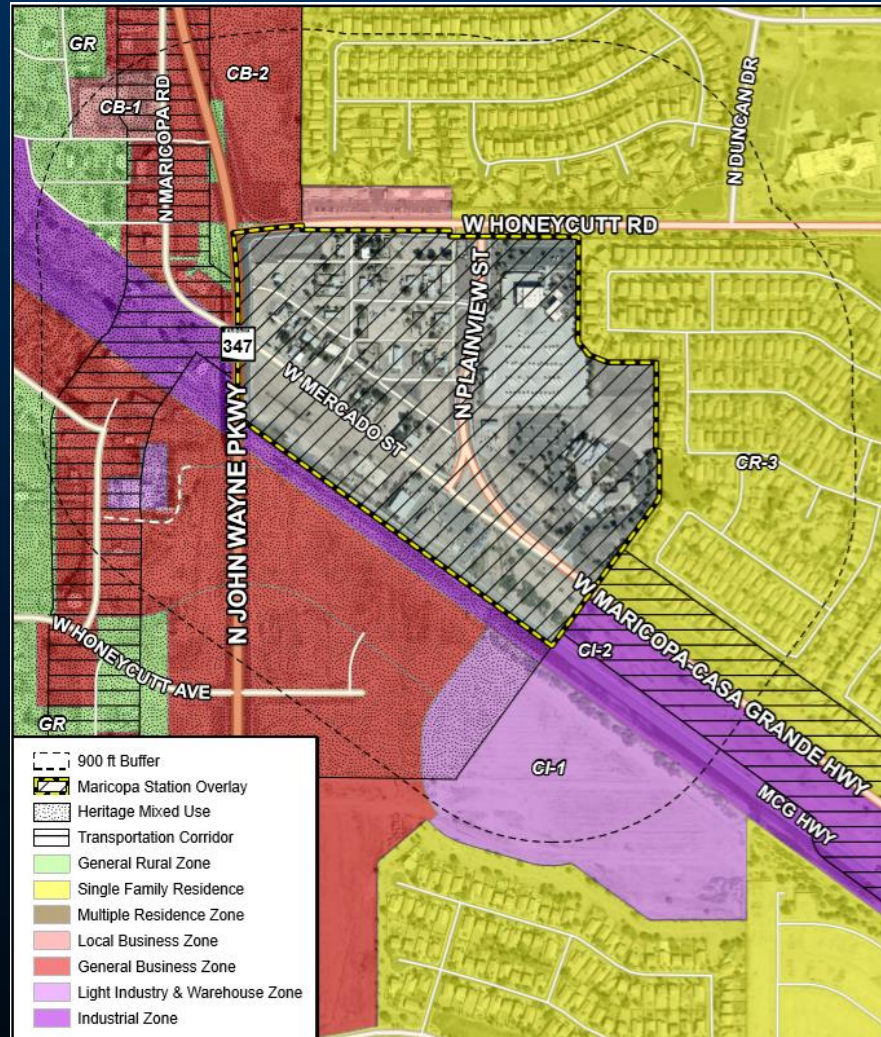 GR
CB-2
CB-1
N MARICOPA RD
N DUNCAN DR
W HONEYCUTT RD
N PLAINVIEW ST
347
W MERCADO ST
CR-3
N JOHN WAYNE PKWY
W MARICOPA-CASA GRANDE HWY
CI-2
W HONEYCUTT AVE
GR
CI-1
MCG HWY
900 ft Buffer
Maricopa Station Overlay
Heritage Mixed Use
Transportation Corridor
General Rural Zone
Single Family Residence
Multiple Residence Zone
Local Business Zone
General Business Zone
Light Industry & Warehouse Zone
Industrial Zone